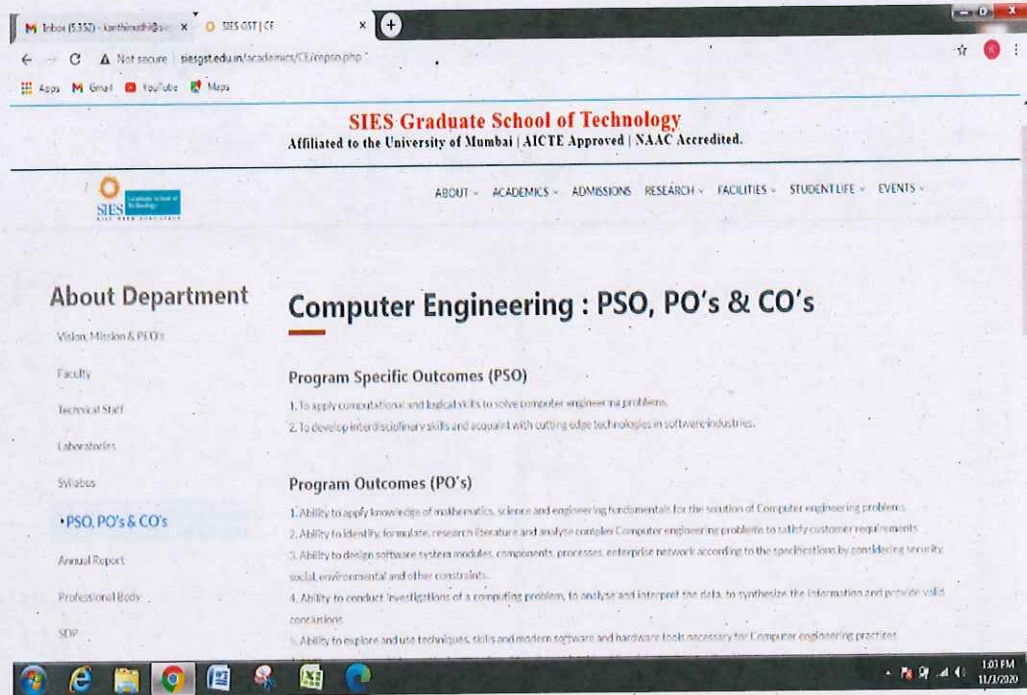 Inbox (5,352) - kanthimathi@s
SIES GST | CE
Not secure | siesgst.edu.in/academics/CE/cepso.php
Apps Gmail YouTube Maps
SIES Graduate School of Technology
Affiliated to the University of Mumbai | AICTE Approved | NAAC Accredited.
SIES Graduate School of Technology
ABOUT ACADEMICS ADMISSIONS RESEARCH FACILITIES STUDENT LIFE EVENTS
About Department
Vision, Mission & PEO's
Faculty
Technical Staff
Laboratories
Syllabus
•PSO, PO's & CO's
Annual Report
Professional Body
SDP
Computer Engineering : PSO, PO's & CO's
Program Specific Outcomes (PSO)
1. To apply computational and logical skills to solve computer engineering problems.
2. To develop interdisciplinary skills and acquaint with cutting edge technologies in software industries.
Program Outcomes (PO's)
1. Ability to apply knowledge of mathematics, science and engineering fundamentals for the solution of Computer engineering problems.
2. Ability to identify, formulate, research literature and analyse complex Computer engineering problems to satisfy customer requirements.
3. Ability to design software system modules, components, processes, enterprise network according to the specifications by considering security,
social, environmental and other constraints.
4. Ability to conduct investigations of a computing problem, to analyse and interpret the data, to synthesize the information and provide valid
conclusions.
5. Ability to explore and use techniques, skills and modern software and hardware tools necessary for Computer engineering practices
1:03 PM
11/3/2020